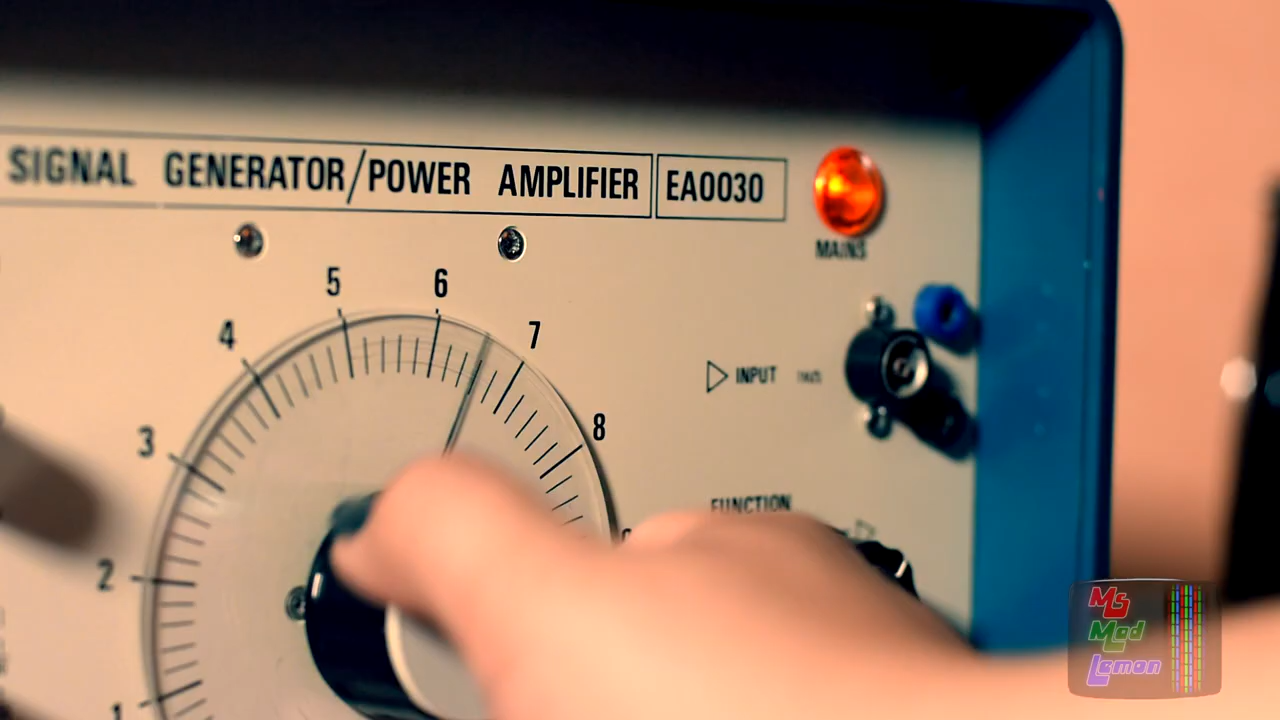 SIGNAL GENERATOR/POWER AMPLIFIER EA0030
MAINS
5
6
4
7
3
8
INPUT
FUNCTION
2
1
Ms
Mad
Lemon